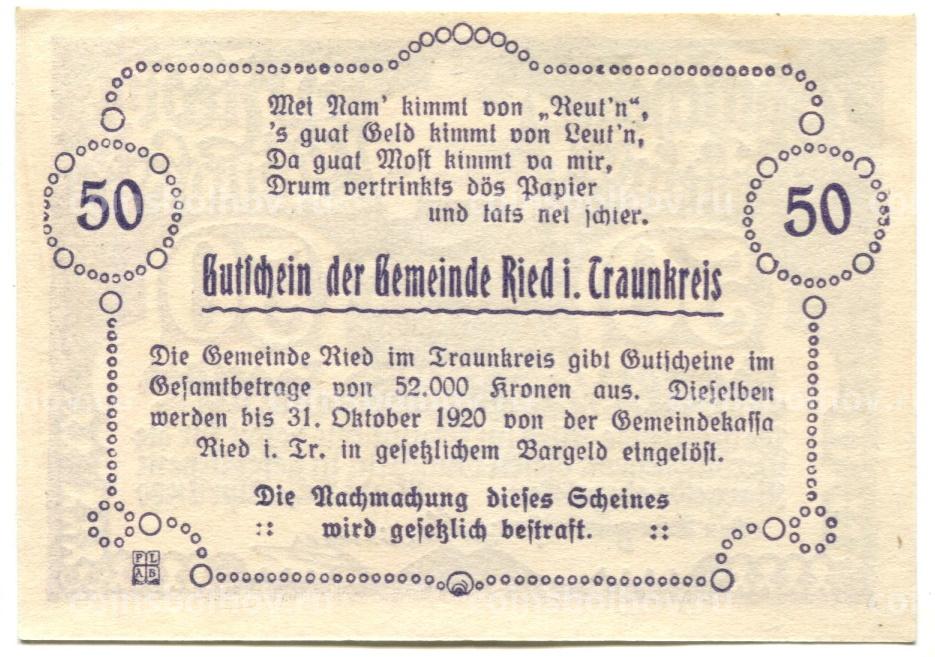 Mei Nam' kimmt von „Reut'n",
's guat Geld kimmt von Leut'n,
Da guat Most kimmt va mir,
Drum vertrinkts dös Papier
und tats net schier.
50
50
Gutschein der Gemeinde Ried i. Traunkreis
Die Gemeinde Ried im Traunkreis gibt Gutscheine im
Gesamtbetrage von 52.000 Kronen aus. Dieselben
werden bis 31. Oktober 1920 von der Gemeindekassa
Ried i. Tr. in gesetzlichem Bargeld eingelöst.
Die Nachmachung dieses Scheines
:: wird gesetzlich bestraft. ::
P L
A B
coinsbolhov.ru